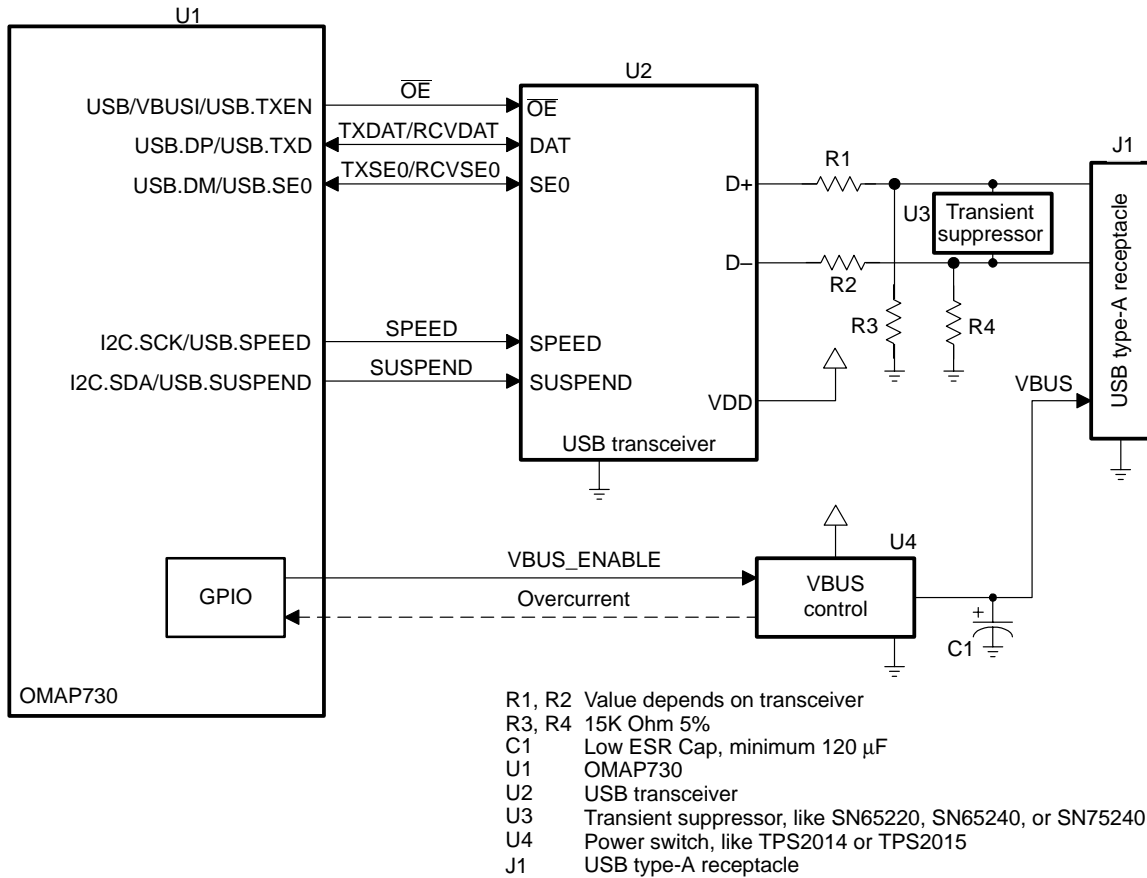 U1
USB/VBUSI/USB.TXEN
USB.DP/USB.TXD
USB.DM/USB.SE0
I2C.SCK/USB.SPEED
I2C.SDA/USB.SUSPEND
GPIO
OMAP730
OE
TXDAT/RCVDAT
TXSE0/RCVSE0
SPEED
SUSPEND
VBUS_ENABLE
Overcurrent
U2
OE
DAT
SE0
SPEED
SUSPEND
D+
D–
VDD
USB transceiver
R1
R2
R3
R4
U3
Transient
suppressor
J1
USB type-A receptacle
VBUS
U4
VBUS
control
+
C1
R1, R2 Value depends on transceiver
R3, R4 15K Ohm 5%
C1 Low ESR Cap, minimum 120 μF
U1 OMAP730
U2 USB transceiver
U3 Transient suppressor, like SN65220, SN65240, or SN75240
U4 Power switch, like TPS2014 or TPS2015
J1 USB type-A receptacle